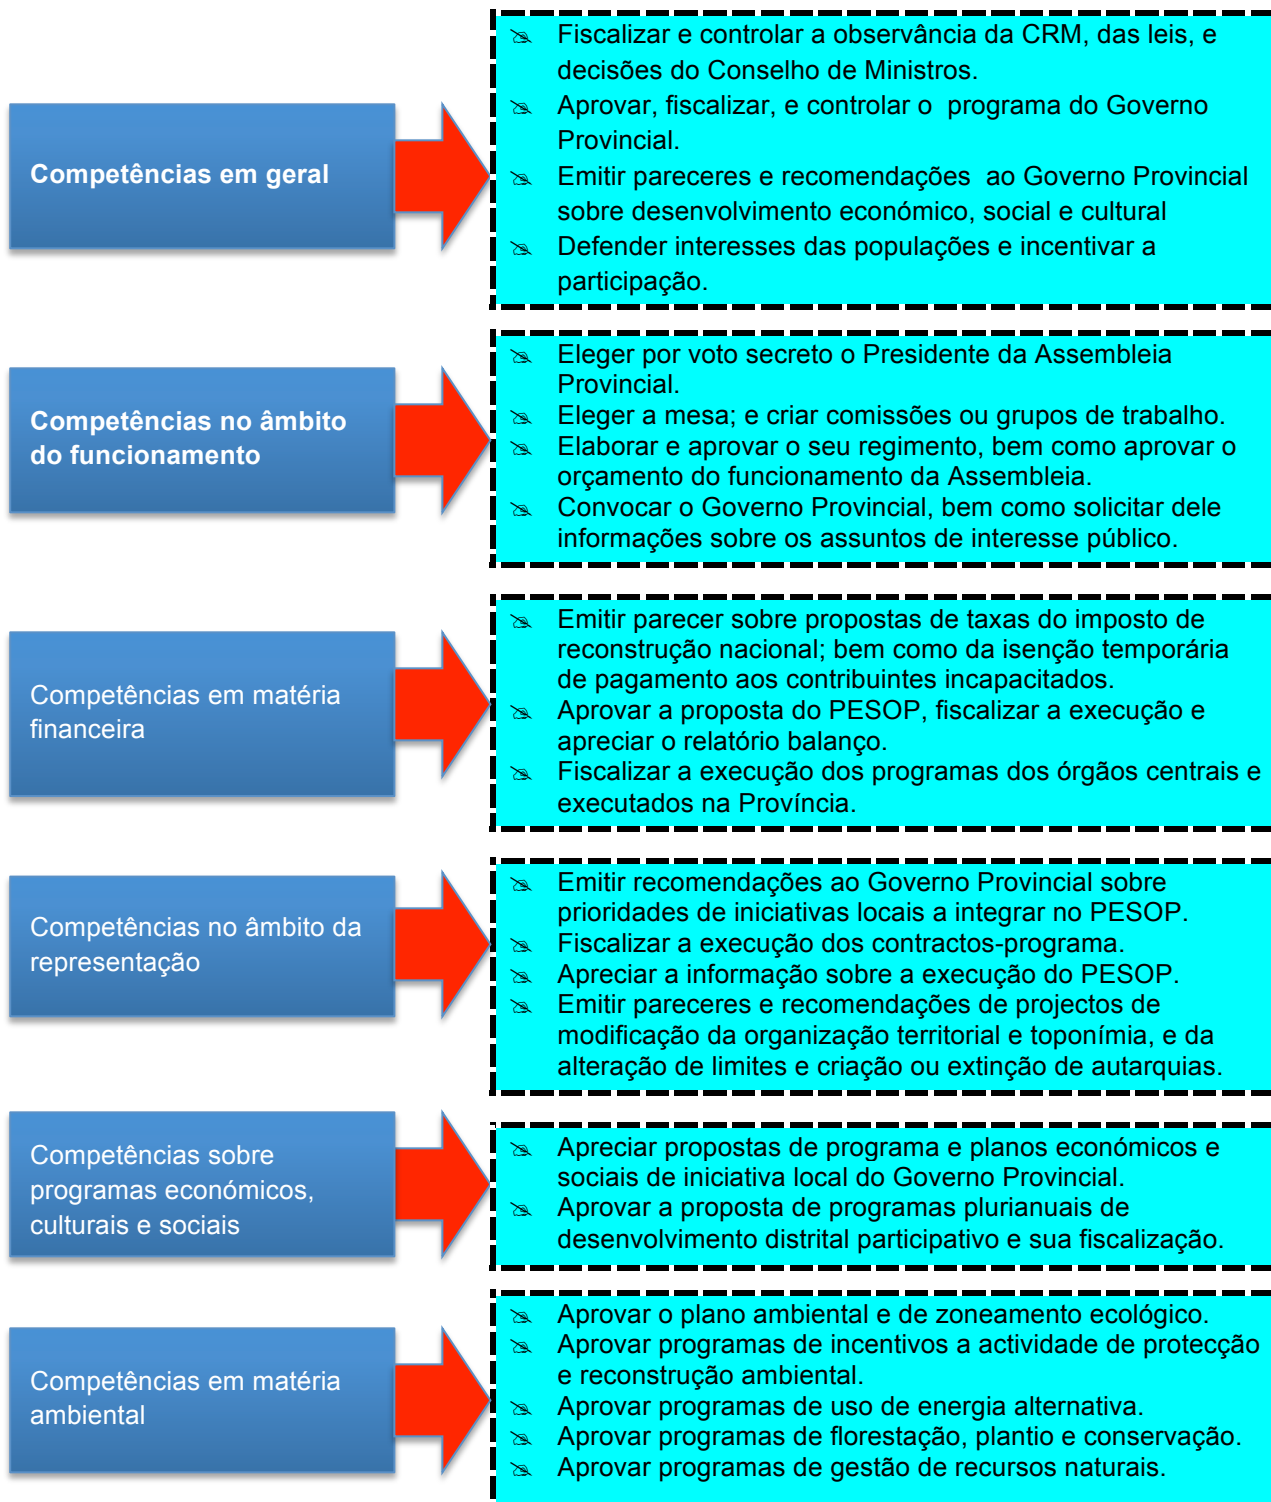 Competências em geral
Fiscalizar e controlar a observância da CRM, das leis, e
decisões do Conselho de Ministros.
Aprovar, fiscalizar, e controlar o  programa do Governo
Provincial.
Emitir pareceres e recomendações  ao Governo Provincial
sobre desenvolvimento económico, social e cultural
Defender interesses das populações e incentivar a
participação.
Competências no âmbito
do funcionamento
Eleger por voto secreto o Presidente da Assembleia
Provincial.
Eleger a mesa; e criar comissões ou grupos de trabalho.
Elaborar e aprovar o seu regimento, bem como aprovar o
orçamento do funcionamento da Assembleia.
Convocar o Governo Provincial, bem como solicitar dele
informações sobre os assuntos de interesse público.
Competências em matéria
financeira
Emitir parecer sobre propostas de taxas do imposto de
reconstrução nacional; bem como da isenção temporária
de pagamento aos contribuintes incapacitados.
Aprovar a proposta do PESOP, fiscalizar a execução e
apreciar o relatório balanço.
Fiscalizar a execução dos programas dos órgãos centrais e
executados na Província.
Competências no âmbito da
representação
Emitir recomendações ao Governo Provincial sobre
prioridades de iniciativas locais a integrar no PESOP.
Fiscalizar a execução dos contractos-programa.
Apreciar a informação sobre a execução do PESOP.
Emitir pareceres e recomendações de projectos de
modificação da organização territorial e toponímia, e da
alteração de limites e criação ou extinção de autarquias.
Competências sobre
programas económicos,
culturais e sociais
Apreciar propostas de programa e planos económicos e
sociais de iniciativa local do Governo Provincial.
Aprovar a proposta de programas plurianuais de
desenvolvimento distrital participativo e sua fiscalização.
Competências em matéria
ambiental
Aprovar o plano ambiental e de zoneamento ecológico.
Aprovar programas de incentivos a actividade de protecção
e reconstrução ambiental.
Aprovar programas de uso de energia alternativa.
Aprovar programas de florestação, plantio e conservação.
Aprovar programas de gestão de recursos naturais.